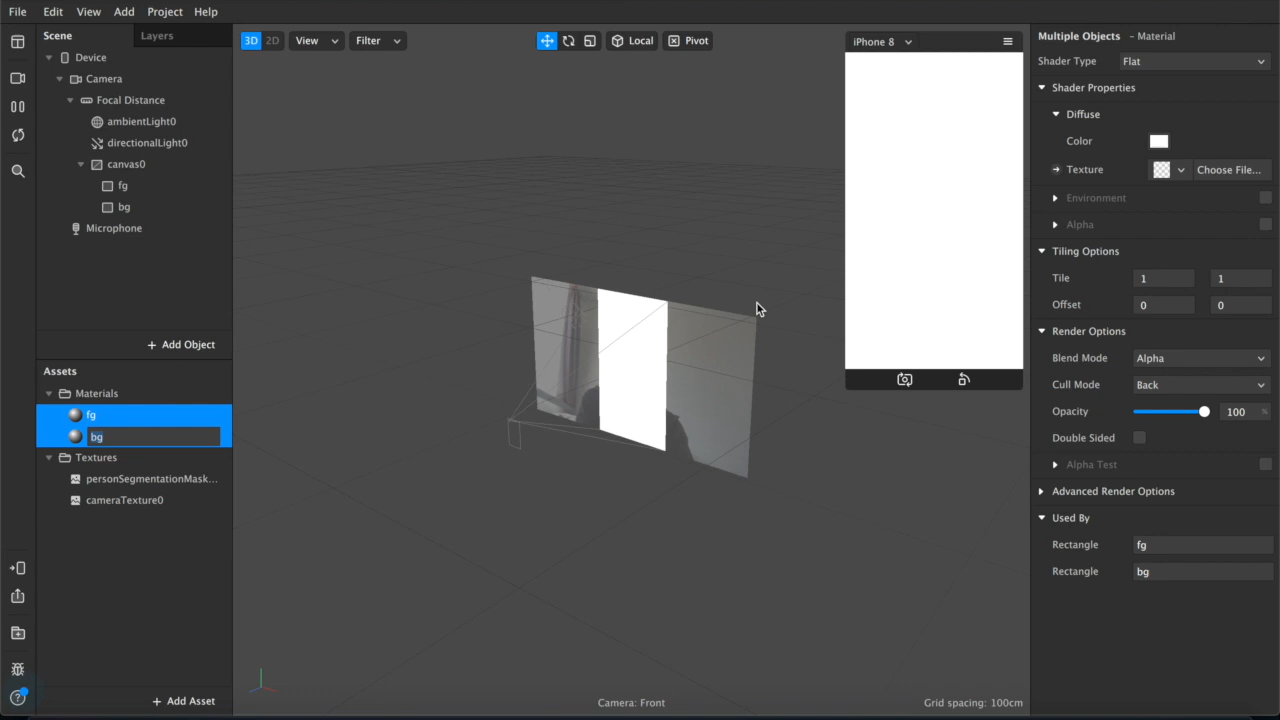 File Edit View Add Project Help
Scene Layers
Device
Camera
Focal Distance
ambientLight0
directionalLight0
canvas0
fg
bg
Microphone
+ Add Object
Assets
Materials
fg
bg
Textures
personSegmentationMask...
cameraTexture0
+ Add Asset
3D 2D View Filter Local Pivot
iPhone 8
Camera: Front
Grid spacing: 100cm
Multiple Objects - Material
Shader Type Flat
Shader Properties
Diffuse
Color
Texture Choose File...
Environment
Alpha
Tiling Options
Tile 1 1
Offset 0 0
Render Options
Blend Mode Alpha
Cull Mode Back
Opacity 100 %
Double Sided
Alpha Test
Advanced Render Options
Used By
Rectangle fg
Rectangle bg